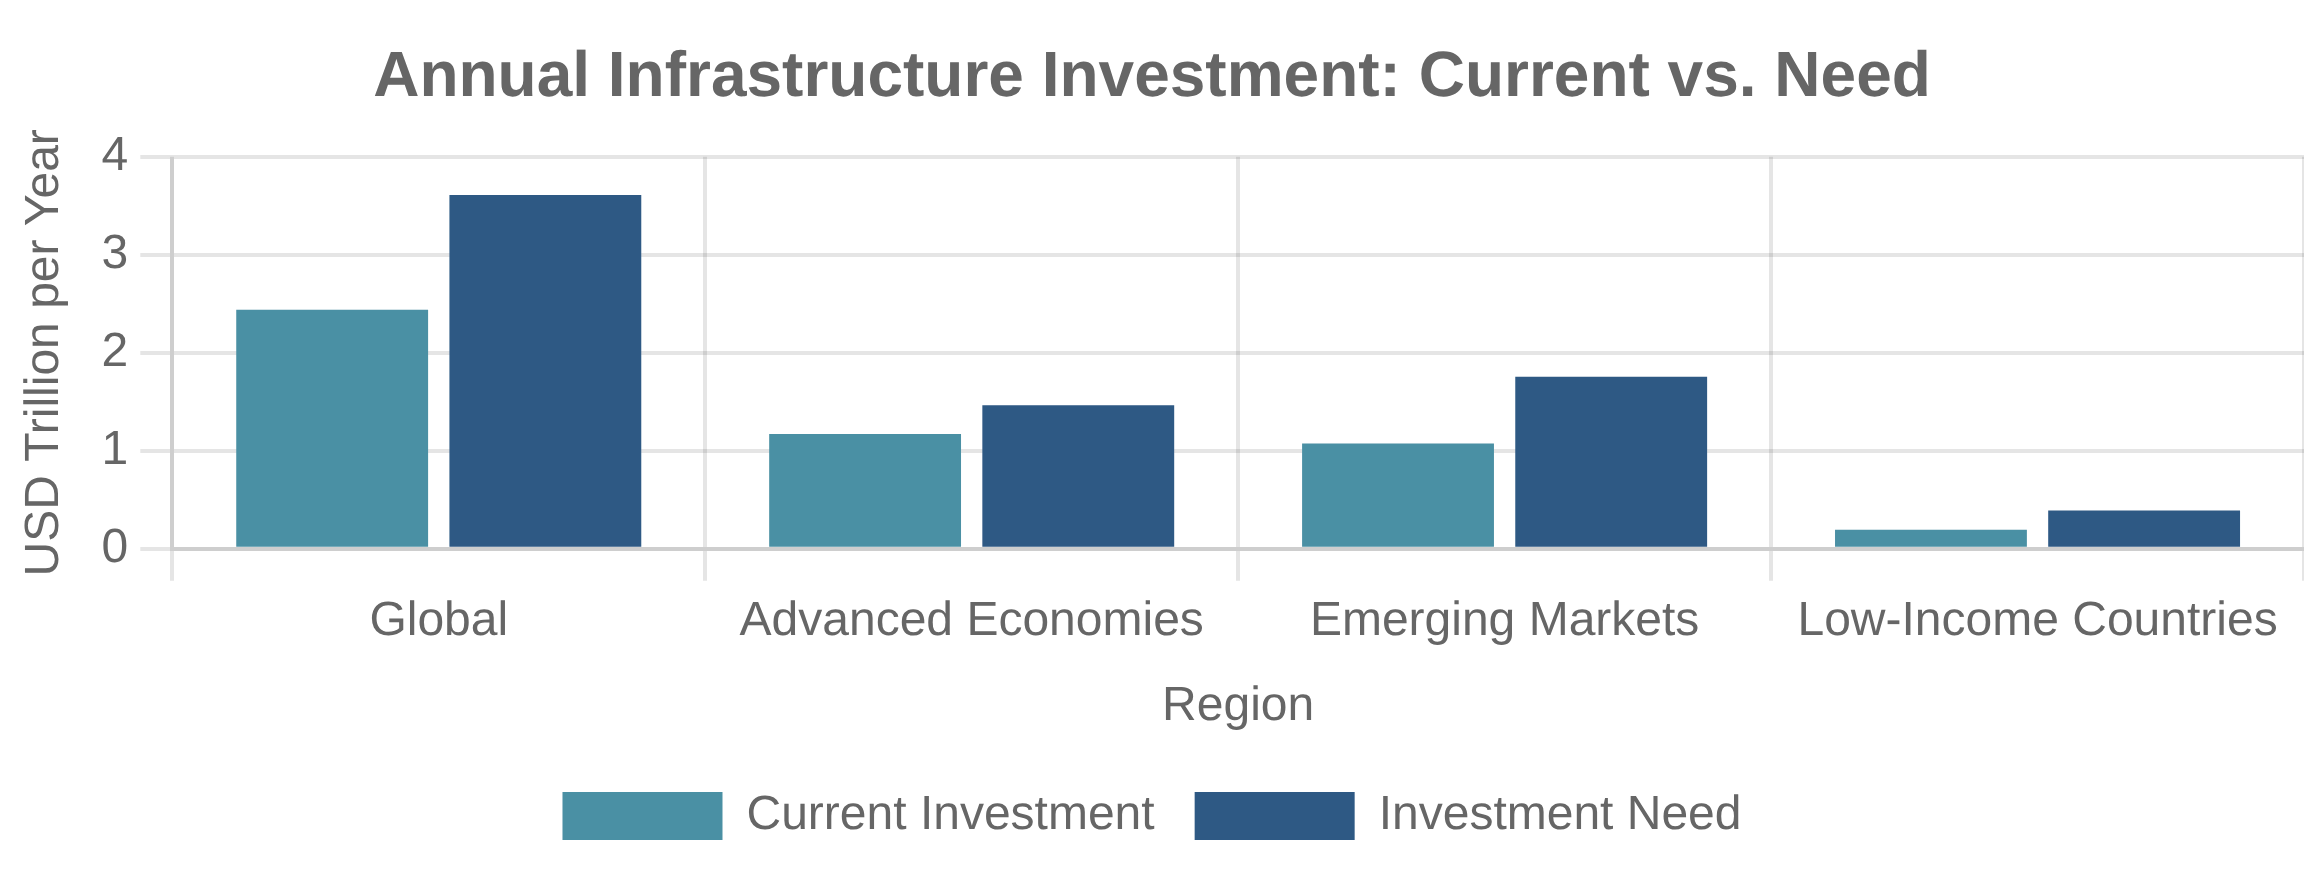 Annual Infrastructure Investment: Current vs. Need
USD Trillion per Year
4
3
2
1
0
Global Advanced Economies Emerging Markets Low-Income Countries
Region
Current Investment Investment Need